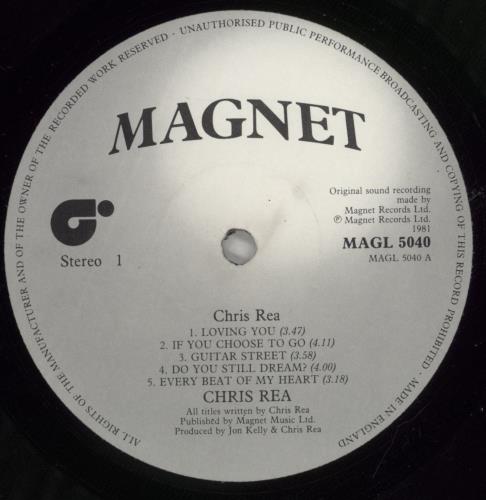 ALL RIGHTS OF THE MANUFACTURER AND OF THE OWNER OF THE RECORDED WORK RESERVED · UNAUTHORISED PUBLIC PERFORMANCE, BROADCASTING AND COPYING OF THIS RECORD PROHIBITED · MADE IN ENGLAND
MAGNET
Original sound recording
made by
Magnet Records Ltd.
℗ Magnet Records Ltd.
1981
MAGL 5040
MAGL 5040 A
Stereo 1
Chris Rea
1. LOVING YOU (3.47)
2. IF YOU CHOOSE TO GO (4.11)
3. GUITAR STREET (3.58)
4. DO YOU STILL DREAM? (4.00)
5. EVERY BEAT OF MY HEART (3.18)
CHRIS REA
All titles written by Chris Rea
Published by Magnet Music Ltd.
Produced by Jon Kelly & Chris Rea